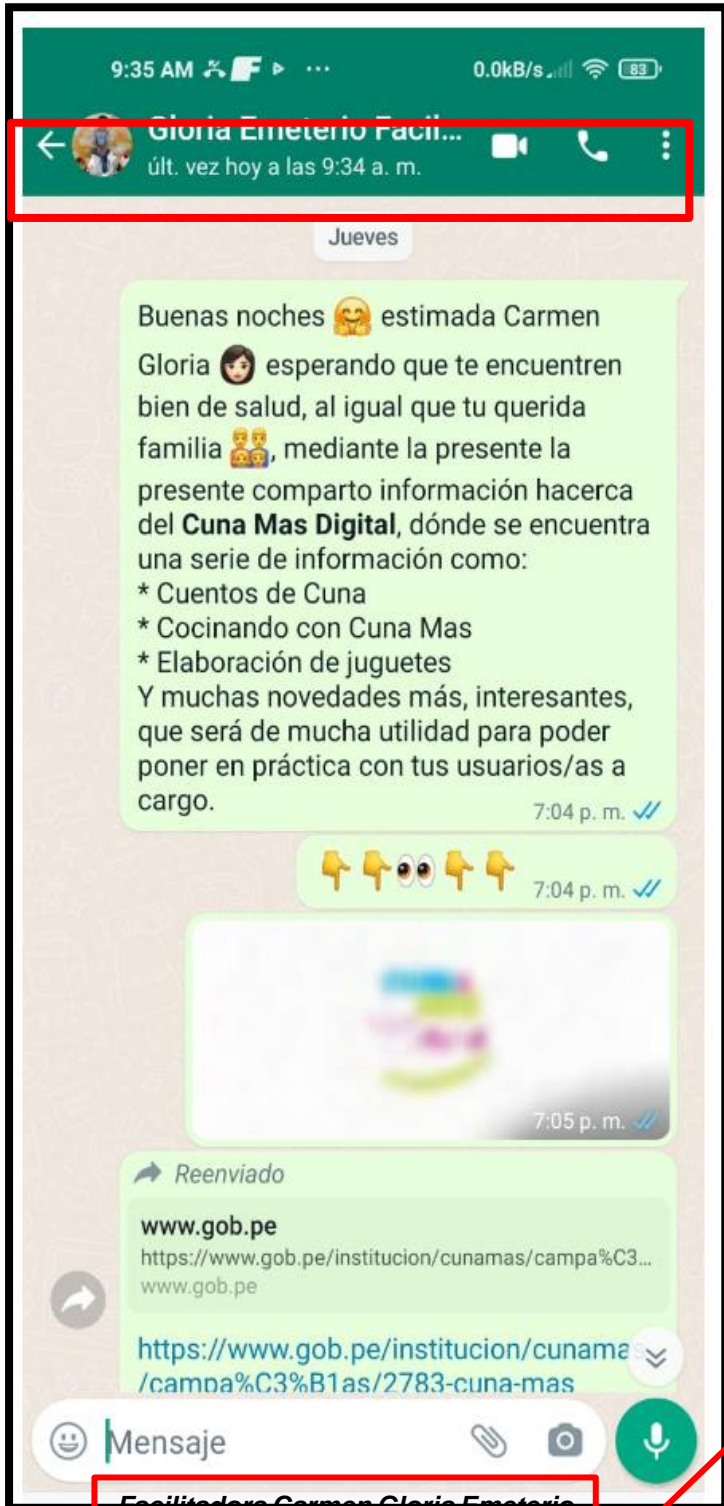 9:35 AM ... 0.0kB/s 83
Gloria Emeterio Facil...
últ. vez hoy a las 9:34 a. m.
Jueves
Buenas noches 🤗 estimada Carmen
Gloria 👩🏻 esperando que te encuentren
bien de salud, al igual que tu querida
familia 👨‍👩‍👧‍👦, mediante la presente la
presente comparto información hacerca
del Cuna Mas Digital, dónde se encuentra
una serie de información como:
* Cuentos de Cuna
* Cocinando con Cuna Mas
* Elaboración de juguetes
Y muchas novedades más, interesantes,
que será de mucha utilidad para poder
poner en práctica con tus usuarios/as a
cargo.
7:04 p. m.
👇👇👀👇👇 7:04 p. m.
7:05 p. m.
Reenviado
www.gob.pe
https://www.gob.pe/institucion/cunamas/campa%C3...
www.gob.pe
https://www.gob.pe/institucion/cunamas
/campa%C3%B1as/2783-cuna-mas
Mensaje
Facilitadora Carmen Gloria Emeterio